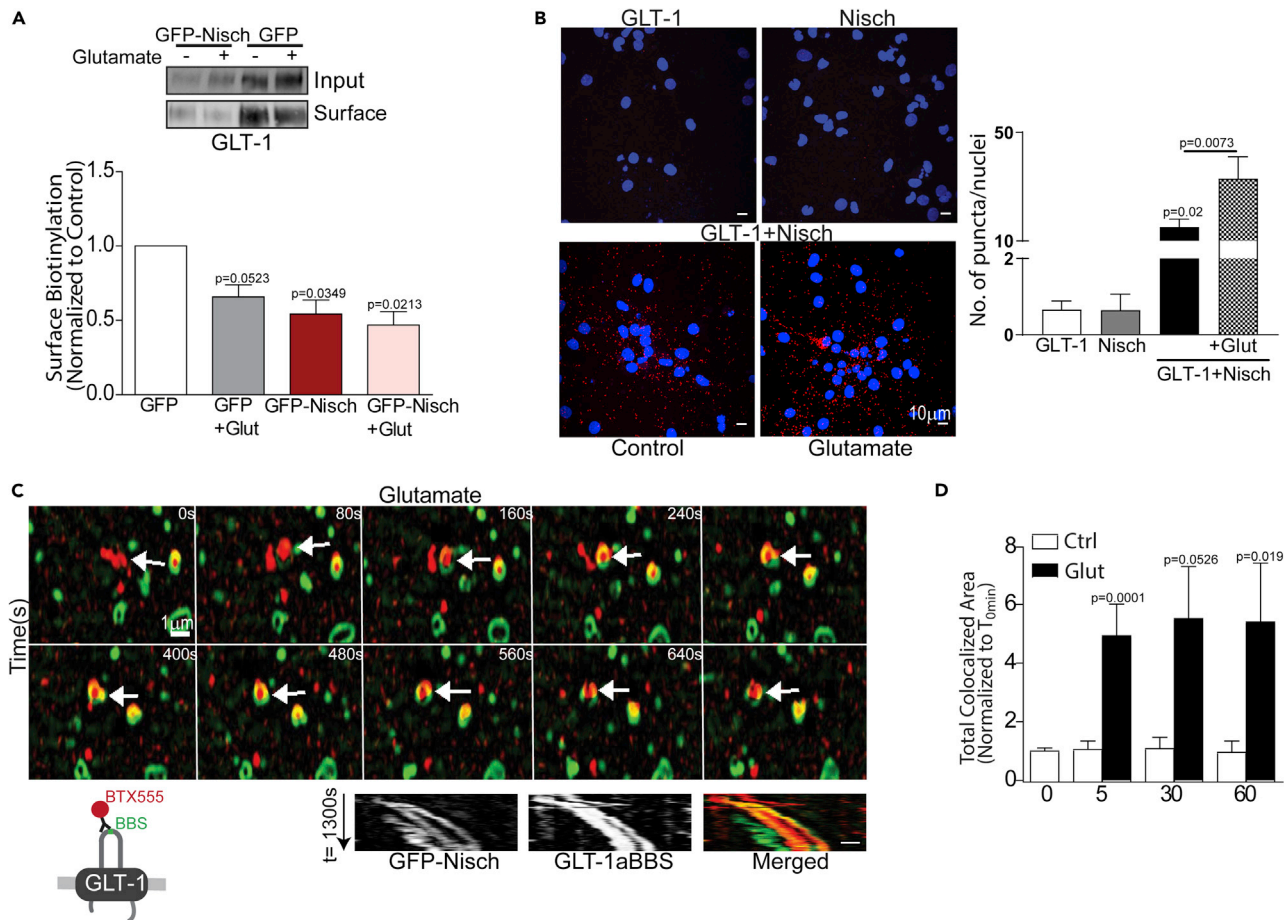 A
GFP-Nisch GFP
Glutamate - + - +
Input
Surface
GLT-1
Surface Biotinylation
(Normalized to Control)
1.5
1.0
0.5
0.0
p=0.0523
p=0.0349
p=0.0213
GFP
GFP
+Glut
GFP-Nisch
GFP-Nisch
+Glut
B
GLT-1 Nisch
GLT-1+Nisch
10μm
Control Glutamate
No. of puncta/nuclei
50
10
2
0
p=0.0073
p=0.02
GLT-1 Nisch +Glut
GLT-1+Nisch
C
Glutamate
Time(s)
0s 80s 160s 240s
1μm
400s 480s 560s 640s
BTX555
BBS
GLT-1
t= 1300s
GFP-Nisch GLT-1aBBS Merged
D
Total Colocalized Area
(Normalized to T0min)
8
6
4
2
0
Ctrl
Glut
p=0.0001
p=0.0526
p=0.019
0 5 30 60